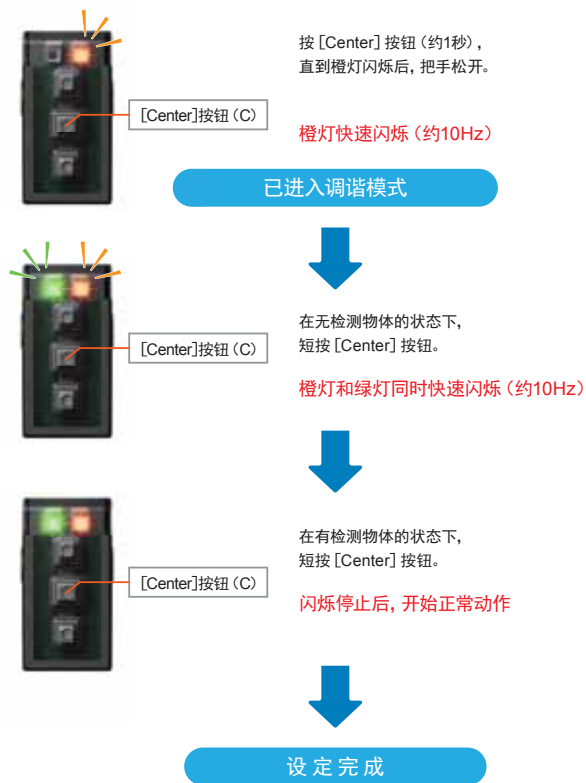 按［Center］按钮（约1秒），
直到橙灯闪烁后，把手松开。
[Center]按钮（C）
橙灯快速闪烁（约10Hz）
已进入调谐模式
在无检测物体的状态下，
短按［Center］按钮。
[Center]按钮（C）
橙灯和绿灯同时快速闪烁（约10Hz）
在有检测物体的状态下，
短按［Center］按钮。
[Center]按钮（C）
闪烁停止后，开始正常动作
设定完成